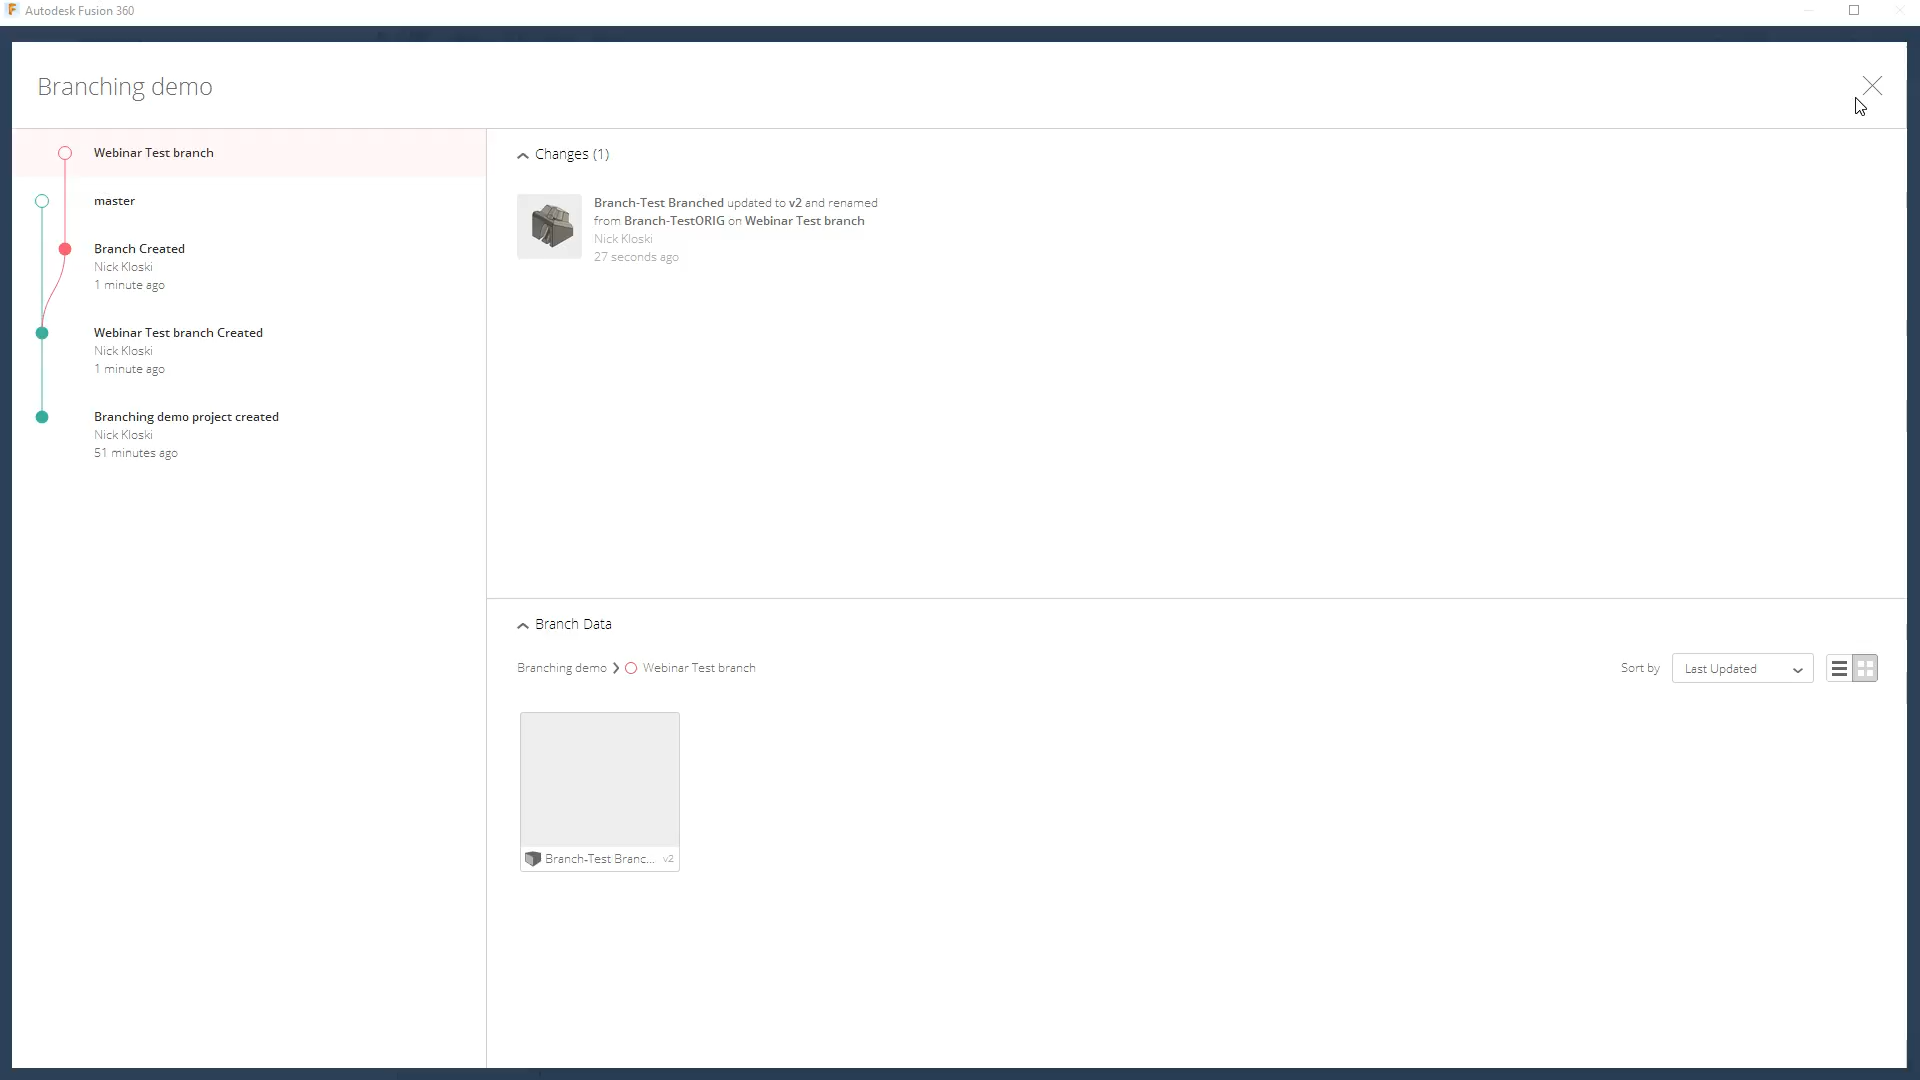 Autodesk Fusion 360
Branching demo
Webinar Test branch
master
Branch Created
Nick Kloski
1 minute ago
Webinar Test branch Created
Nick Kloski
1 minute ago
Branching demo project created
Nick Kloski
51 minutes ago
Changes (1)
Branch-Test Branched updated to v2 and renamed
from Branch-TestORIG on Webinar Test branch
Nick Kloski
27 seconds ago
Branch Data
Branching demo Webinar Test branch
Sort by Last Updated
Branch-Test Branc... v2